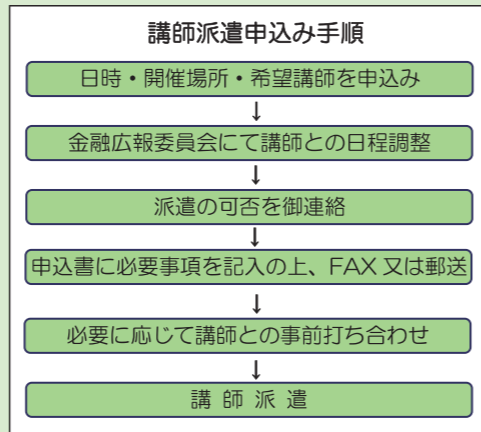 講師派遣申込み手順
日時・開催場所・希望講師を申込み
↓
金融広報委員会にて講師との日程調整
↓
派遣の可否を御連絡
↓
申込書に必要事項を記入の上、FAX 又は郵送
↓
必要に応じて講師との事前打ち合わせ
↓
講 師 派 遣